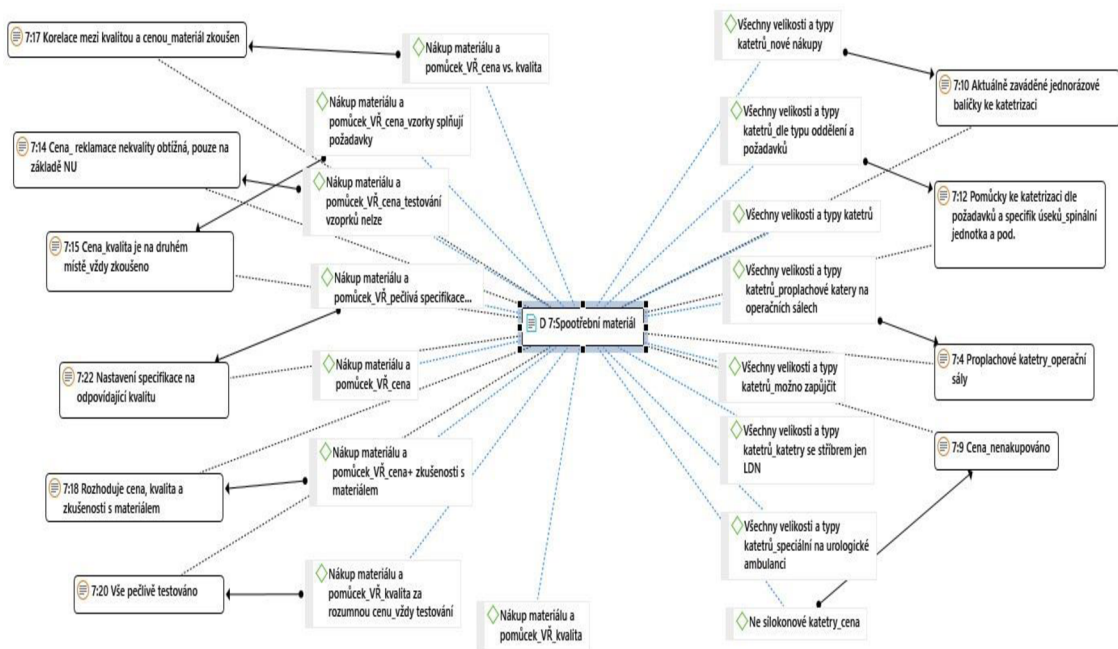 7:17 Korelace mezi kvalitou a cenou_materiál zkoušen
Nákup materiálu a
pomůcek_VŘ_cena vs. kvalita
Nákup materiálu a
pomůcek_VŘ_cena_vzorky splňují
požadavky
7:14 Cena_ reklamace nekvality obtížná, pouze na
základě NU
Nákup materiálu a
pomůcek_VŘ_cena_testování
vzoprků nelze
7:15 Cena_kvalita je na druhém
místě_vždy zkoušeno
Nákup materiálu a
pomůcek_VŘ_pečlivá specifikace...
7:22 Nastavení specifikace na
odpovídající kvalitu
Nákup materiálu a
pomůcek_VŘ_cena
Nákup materiálu a
pomůcek_VŘ_cena+ zkušenosti s
materiálem
7:18 Rozhoduje cena, kvalita a
zkušenosti s materiálem
7:20 Vše pečlivě testováno
Nákup materiálu a
pomůcek_VŘ_kvalita za
rozumnou cenu_vždy testování
Nákup materiálu a
pomůcek_VŘ_kvalita
D 7:Spootřební materiál
Všechny velikosti a typy
katetrů_nové nákupy
7:10 Aktuálně zaváděné jednorázové
balíčky ke katetrizaci
Všechny velikosti a typy
katetrů_dle typu oddělení a
požadavků
7:12 Pomůcky ke katetrizaci dle
požadavků a specifik úseků_spinální
jednotka a pod.
Všechny velikosti a typy katetrů
Všechny velikosti a typy
katetrů_proplachové katery na
operačních sálech
7:4 Proplachové katetry_operační
sály
Všechny velikosti a typy
katetrů_možno zapůjčit
Všechny velikosti a typy
katetrů_katetry se stříbrem jen
LDN
7:9 Cena_nenakupováno
Všechny velikosti a typy
katetrů_speciální na urologické
ambulanci
Ne silokonové katetry_cena